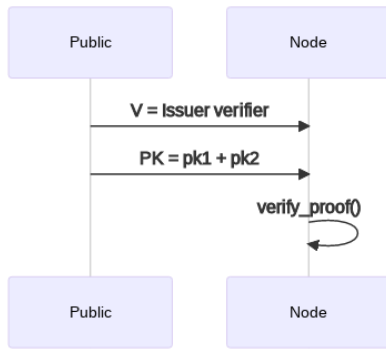 Public Node
V = Issuer verifier
PK = pk1 + pk2
verify_proof()
Public Node